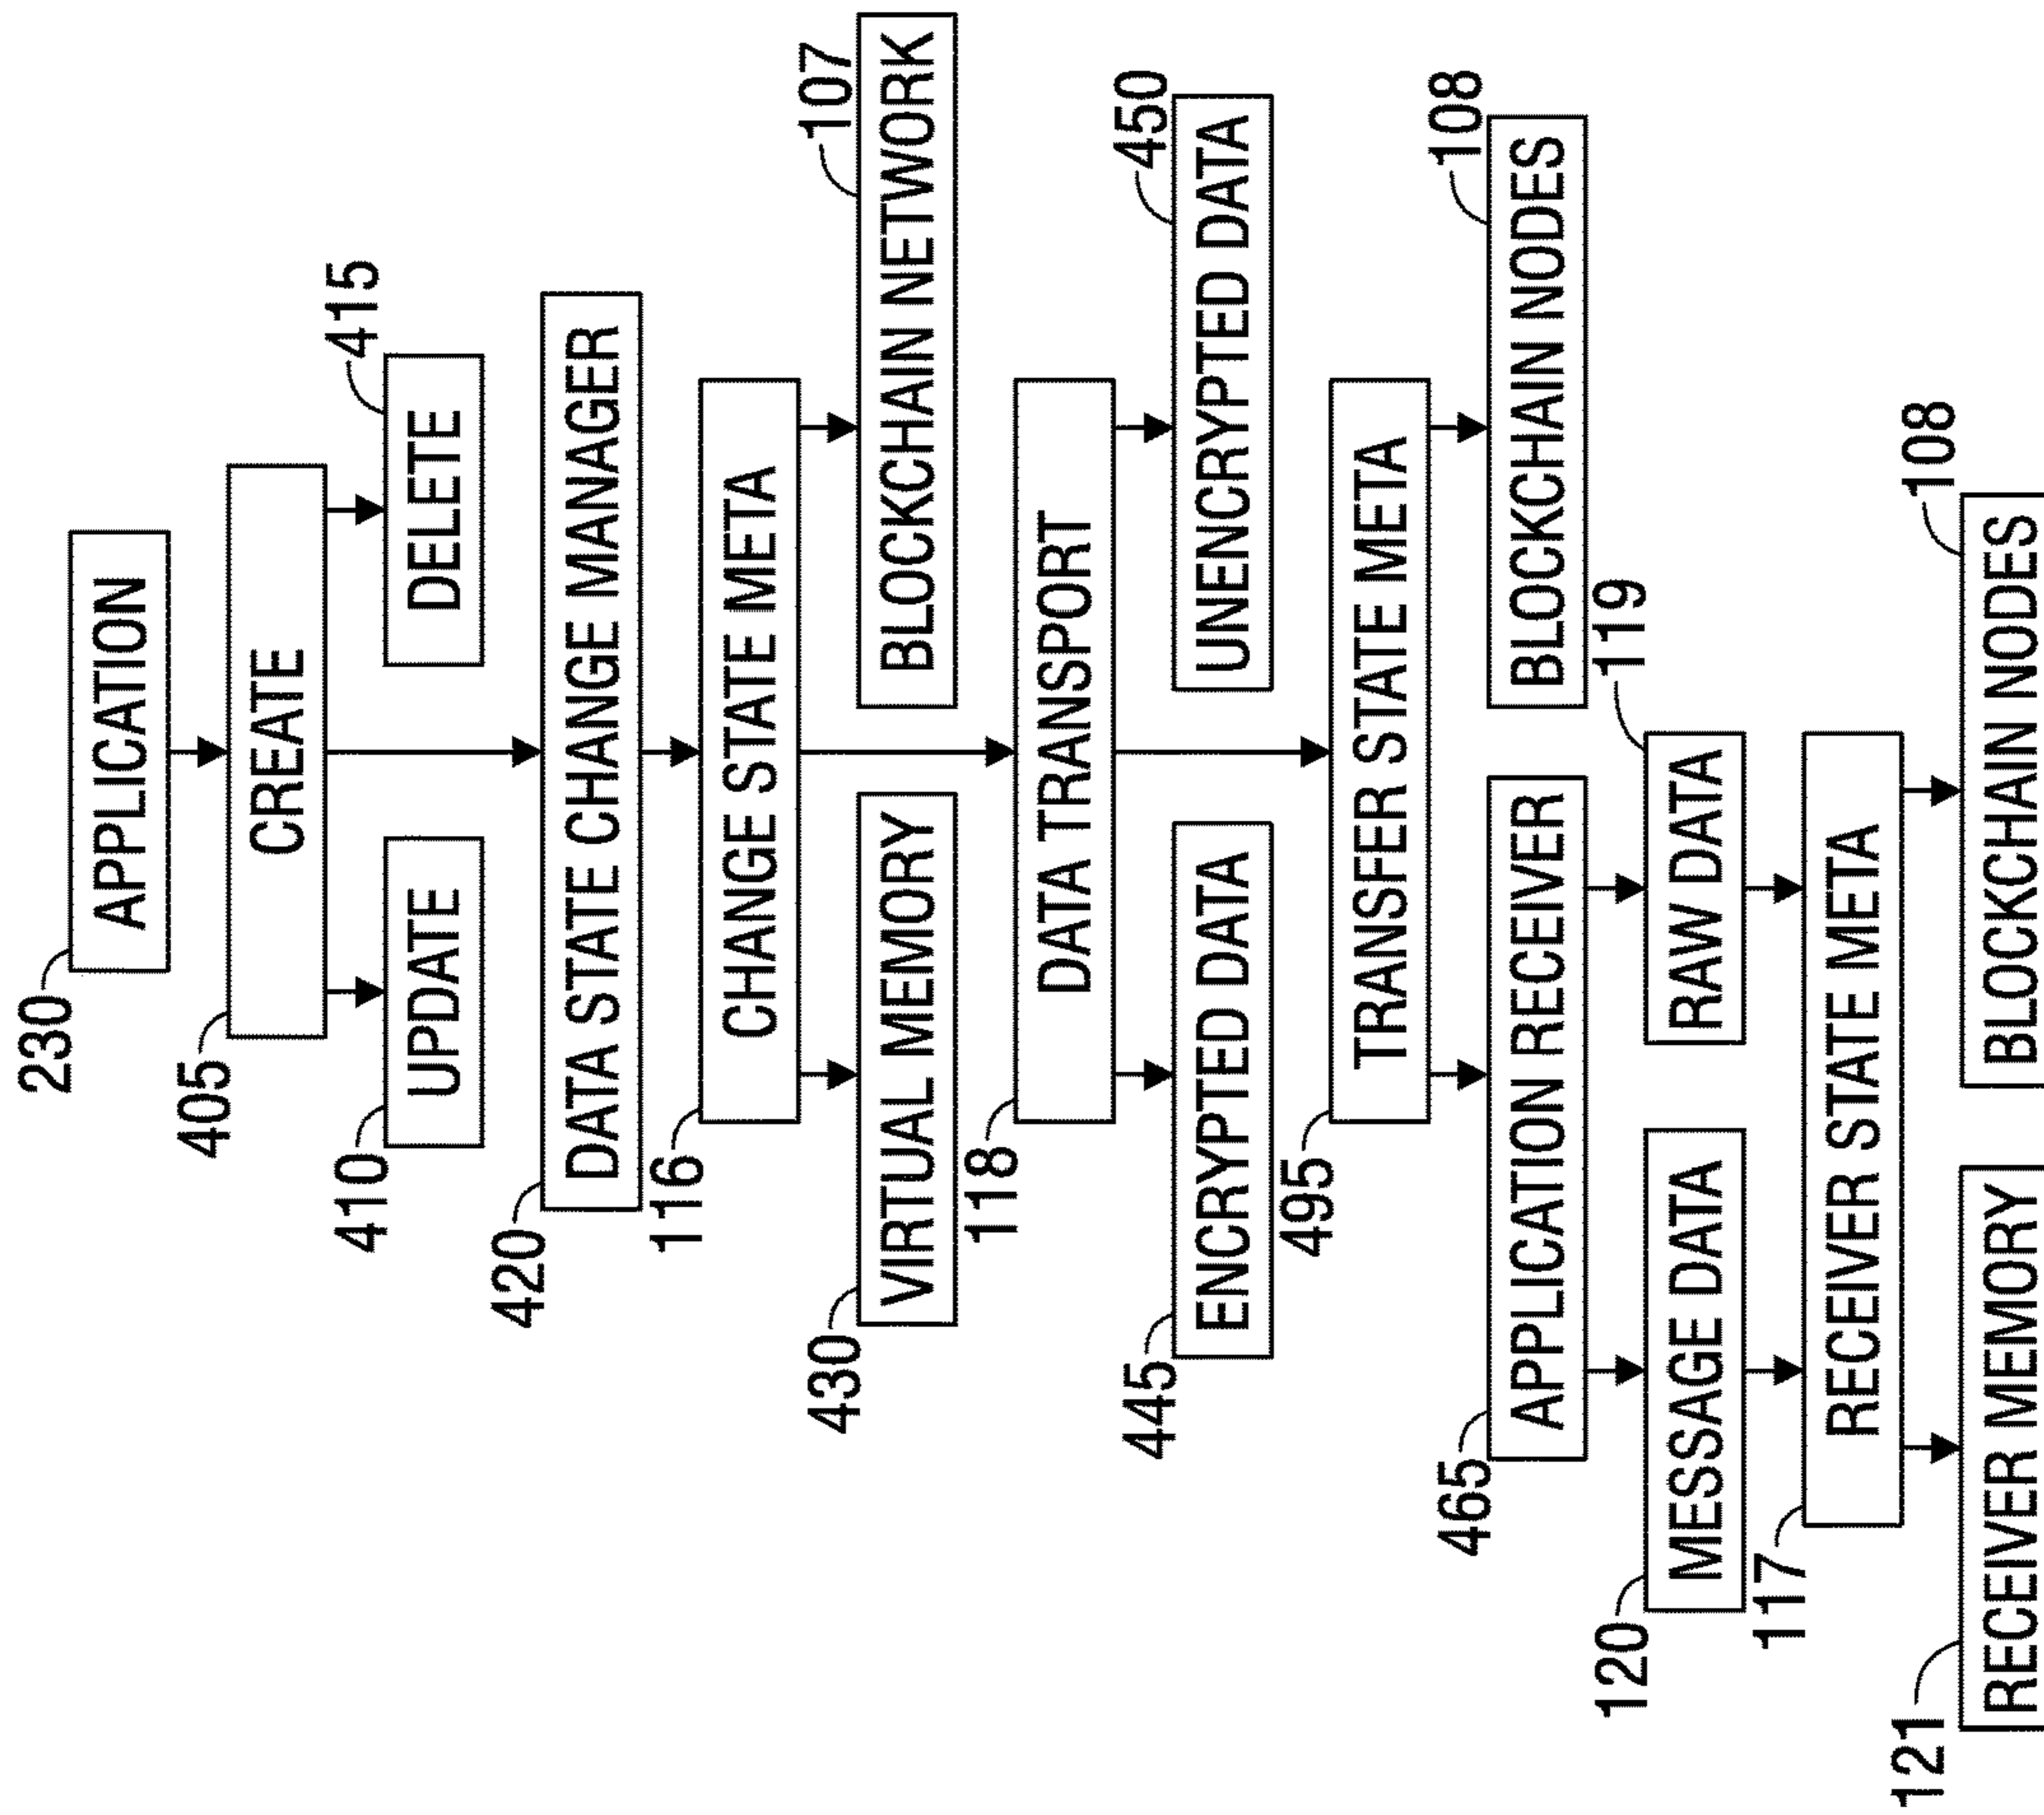 230
APPLICATION
405
CREATE
410
UPDATE
415
DELETE
420
DATA STATE CHANGE MANAGER
116
CHANGE STATE META
430
VIRTUAL MEMORY
107
BLOCKCHAIN NETWORK
118
DATA TRANSPORT
445
ENCRYPTED DATA
450
UNENCRYPTED DATA
495
TRANSFER STATE META
465
APPLICATION RECEIVER
108
BLOCKCHAIN NODES
120
MESSAGE DATA
119
RAW DATA
117
RECEIVER STATE META
121
RECEIVER MEMORY
108
BLOCKCHAIN NODES